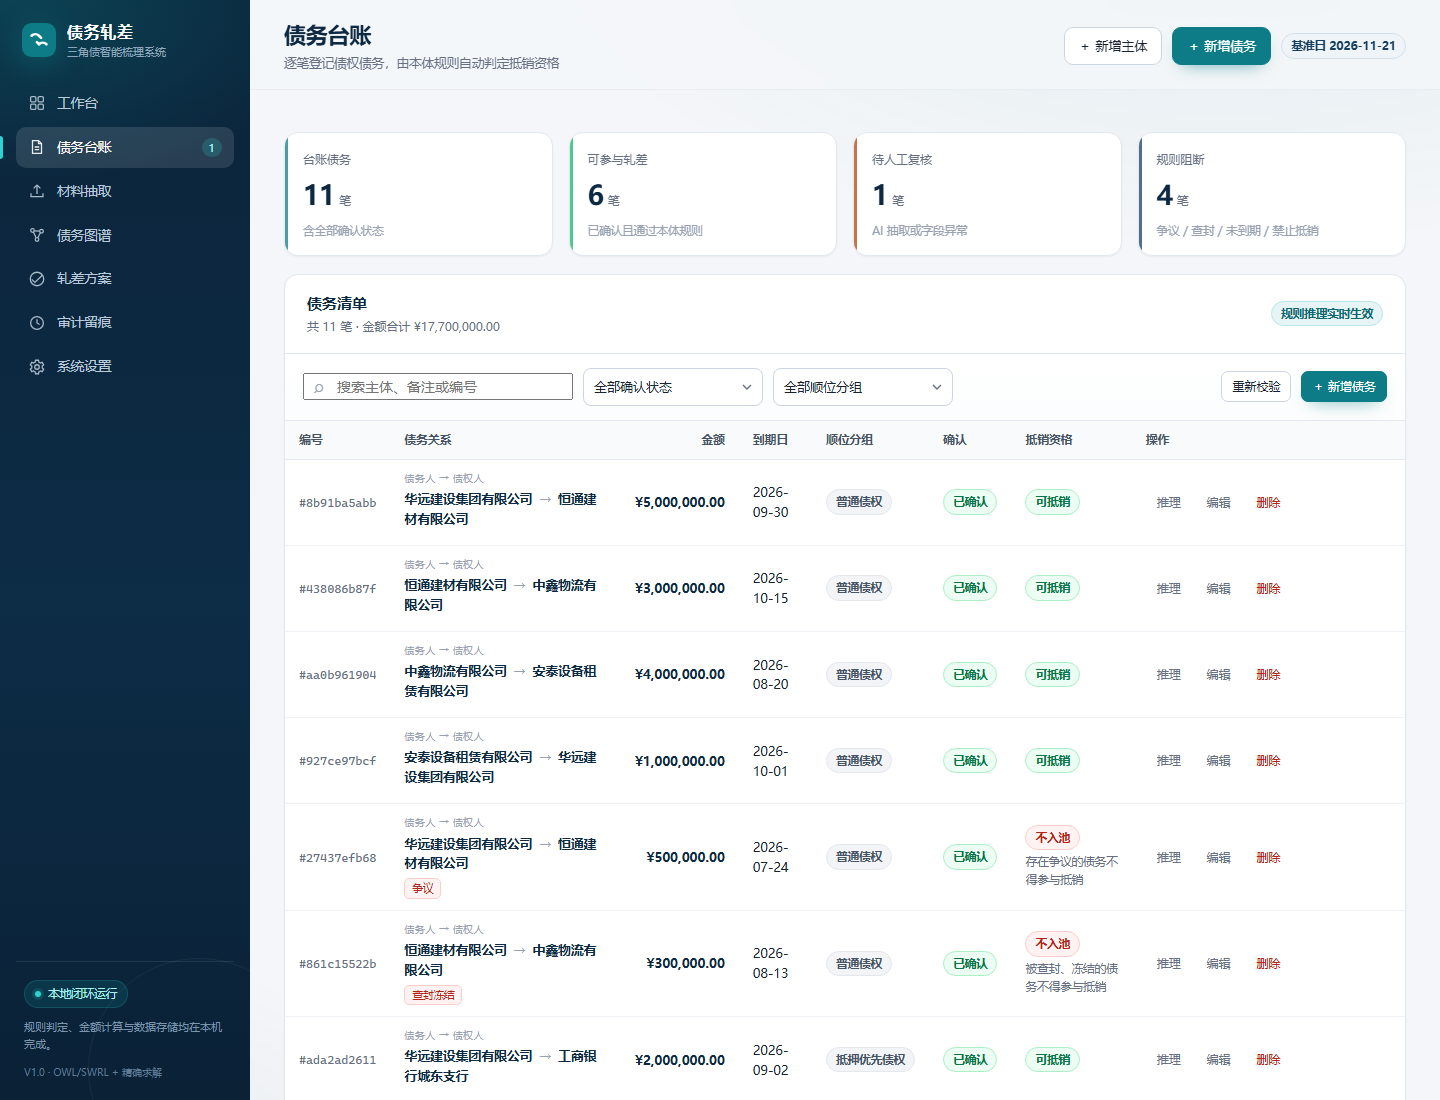 债务轧差
三角债智能梳理系统
工作台
债务台账
1
材料抽取
债务图谱
轧差方案
审计留痕
系统设置
本地闭环运行
规则判定、金额计算与数据存储均在本机
完成。
V1.0 · OWL/SWRL + 精确求解
债务台账
逐笔登记债权债务，由本体规则自动判定抵销资格
+ 新增主体
+ 新增债务
基准日 2026-11-21
台账债务
11 笔
含全部确认状态
可参与轧差
6 笔
已确认且通过本体规则
待人工复核
1 笔
AI 抽取或字段异常
规则阻断
4 笔
争议 / 查封 / 未到期 / 禁止抵销
债务清单
共 11 笔 · 金额合计 ¥17,700,000.00
规则推理实时生效
搜索主体、备注或编号
全部确认状态
全部顺位分组
重新校验
+ 新增债务
编号 债务关系 金额 到期日 顺位分组 确认 抵销资格 操作
债务人 → 债权人
#8b91ba5abb 华远建设集团有限公司 → 恒通建
材有限公司
¥5,000,000.00
2026-
09-30
普通债权 已确认 可抵销 推理 编辑 删除
债务人 → 债权人
#438086b87f 恒通建材有限公司 → 中鑫物流有
限公司
¥3,000,000.00
2026-
10-15
普通债权 已确认 可抵销 推理 编辑 删除
债务人 → 债权人
#aa0b961904 中鑫物流有限公司 → 安泰设备租
赁有限公司
¥4,000,000.00
2026-
08-20
普通债权 已确认 可抵销 推理 编辑 删除
债务人 → 债权人
#927ce97bcf 安泰设备租赁有限公司 → 华远建
设集团有限公司
¥1,000,000.00
2026-
10-01
普通债权 已确认 可抵销 推理 编辑 删除
债务人 → 债权人
#27437efb68 华远建设集团有限公司 → 恒通建
材有限公司
争议
¥500,000.00
2026-
07-24
普通债权 已确认 不入池
存在争议的债务不
得参与抵销
推理 编辑 删除
债务人 → 债权人
#861c15522b 恒通建材有限公司 → 中鑫物流有
限公司
查封冻结
¥300,000.00
2026-
08-13
普通债权 已确认 不入池
被查封、冻结的债
务不得参与抵销
推理 编辑 删除
债务人 → 债权人
#ada2ad2611 华远建设集团有限公司 → 工商银
行城东支行
¥2,000,000.00
2026-
09-02
抵押优先债权 已确认 可抵销 推理 编辑 删除